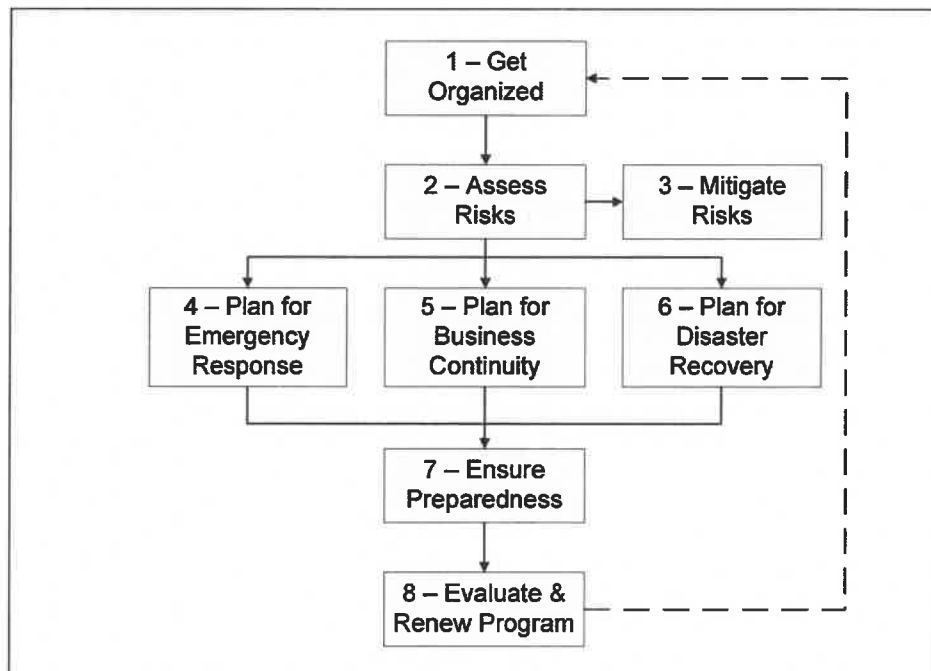 1 – Get
Organized
2 – Assess
Risks
3 – Mitigate
Risks
4 – Plan for
Emergency
Response
5 – Plan for
Business
Continuity
6 – Plan for
Disaster
Recovery
7 – Ensure
Preparedness
8 – Evaluate &
Renew Program